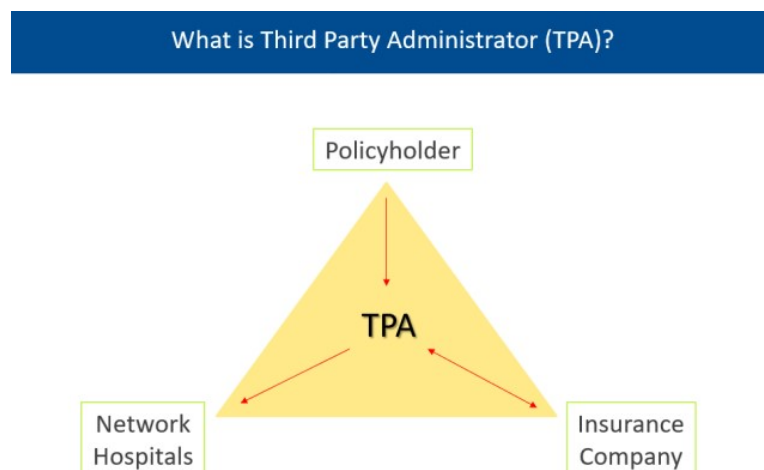 What is Third Party Administrator (TPA)?
Policyholder
TPA
Network
Hospitals
Insurance
Company